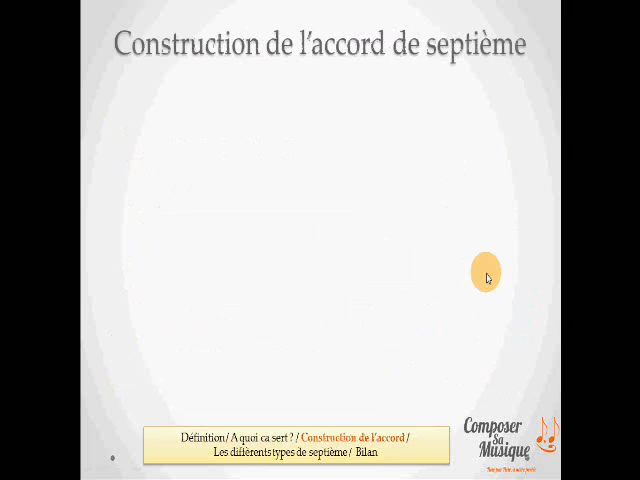 Construction de l'accord de septième
Définition / A quoi ca sert ? / Construction de l'accord /
Les diffèrents types de septième / Bilan
Composer
Sa
Musique